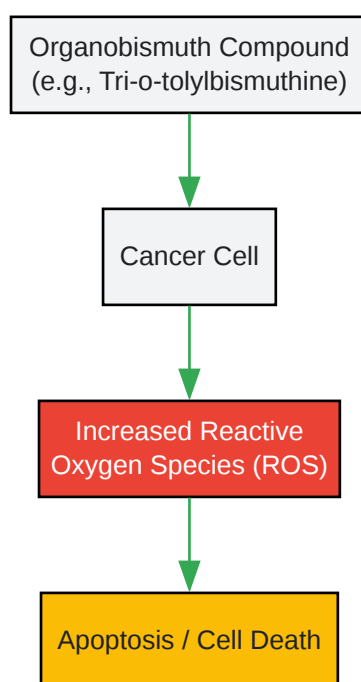 Organobismuth Compound
(e.g., Tri-o-tolylbismuthine)
Cancer Cell
Increased Reactive
Oxygen Species (ROS)
Apoptosis / Cell Death